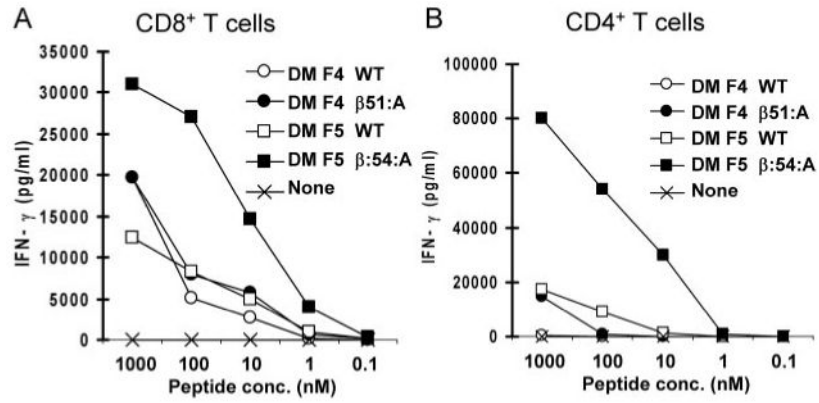 A
CD8⁺ T cells
35000
30000
25000
20000
15000
10000
5000
0
IFN- γ (pg/ml)
DM F4 WT
DM F4 β51:A
DM F5 WT
DM F5 β:54:A
None
1000 100 10 1 0.1
Peptide conc. (nM)
B
CD4⁺ T cells
100000
80000
60000
40000
20000
0
IFN- γ (pg/ml)
DM F4 WT
DM F4 β51:A
DM F5 WT
DM F5 β:54:A
None
1000 100 10 1 0.1
Peptide conc. (nM)